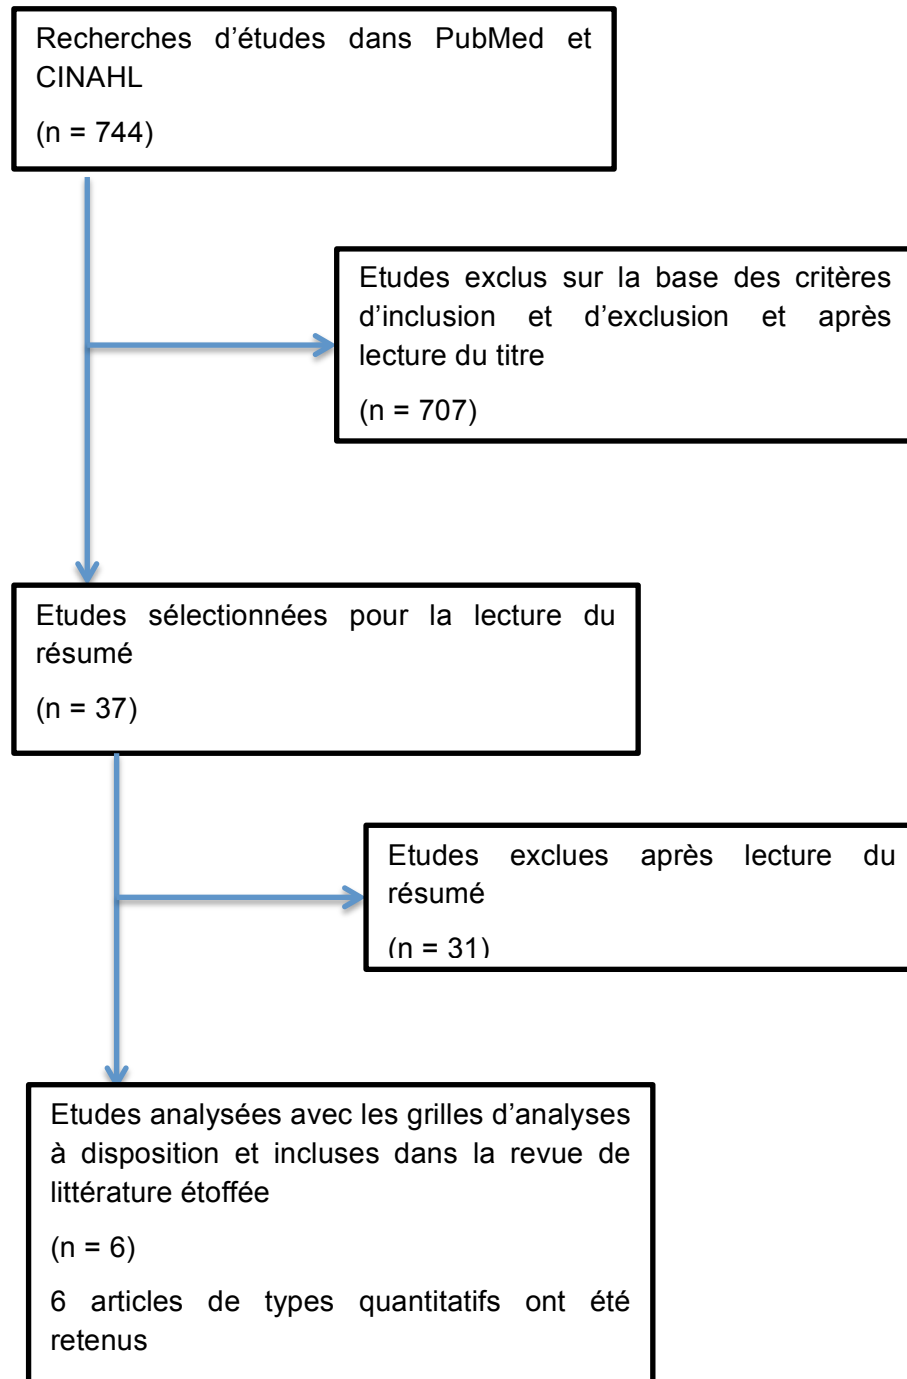 Recherches d'études dans PubMed et
CINAHL
(n = 744)
Etudes exclus sur la base des critères
d'inclusion et d'exclusion et après
lecture du titre
(n = 707)
Etudes sélectionnées pour la lecture du
résumé
(n = 37)
Etudes exclues après lecture du
résumé
(n = 31)
Etudes analysées avec les grilles d'analyses
à disposition et incluses dans la revue de
littérature étoffée
(n = 6)
6 articles de types quantitatifs ont été
retenus